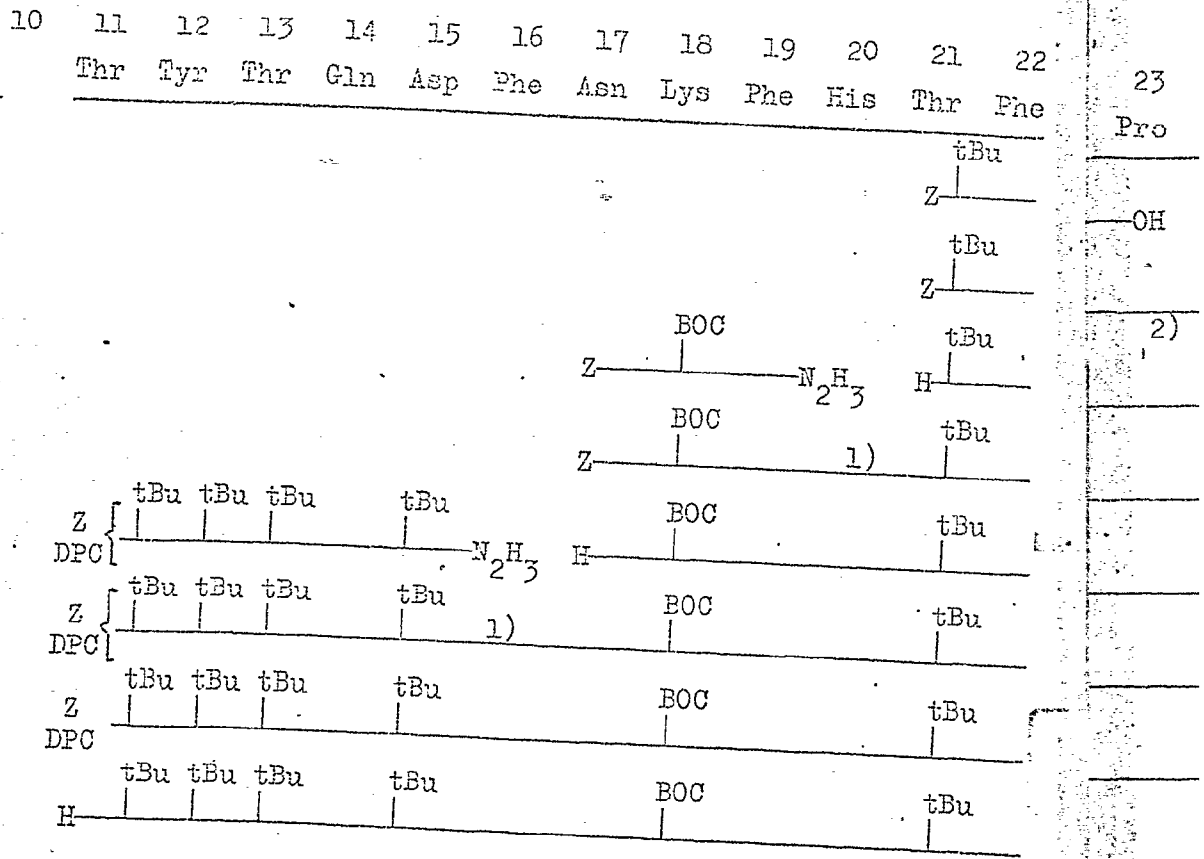 10 11 12 13 14 15 16 17 18 19 20 21 22 23
Thr Tyr Thr Gln Asp Phe Asn Lys Phe His Thr Phe Pro
tBu
Z OH
tBu
Z
BOC tBu 2)
Z N2H3 H
BOC tBu
Z 1)
tBu tBu tBu tBu BOC tBu
Z
DPC N2H3 H
tBu tBu tBu tBu BOC tBu
Z 1)
DPC
tBu tBu tBu tBu BOC tBu
Z
DPC
tBu tBu tBu tBu BOC tBu
H